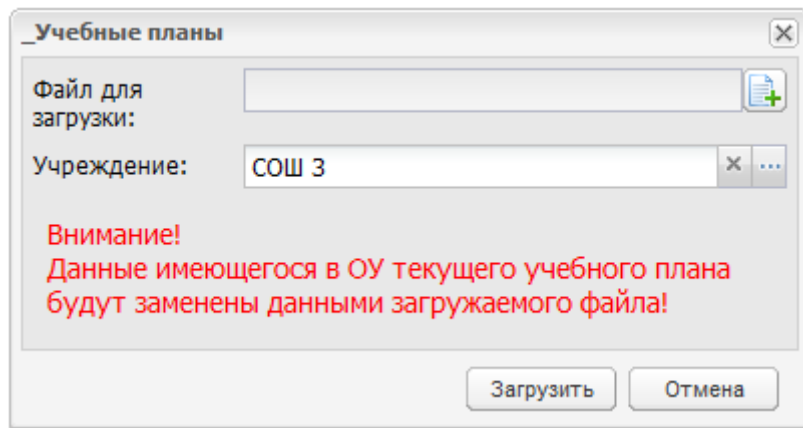 _Учебные планы
Файл для
загрузки:
Учреждение:
СОШ 3
Внимание!
Данные имеющегося в ОУ текущего учебного плана
будут заменены данными загружаемого файла!
Загрузить
Отмена